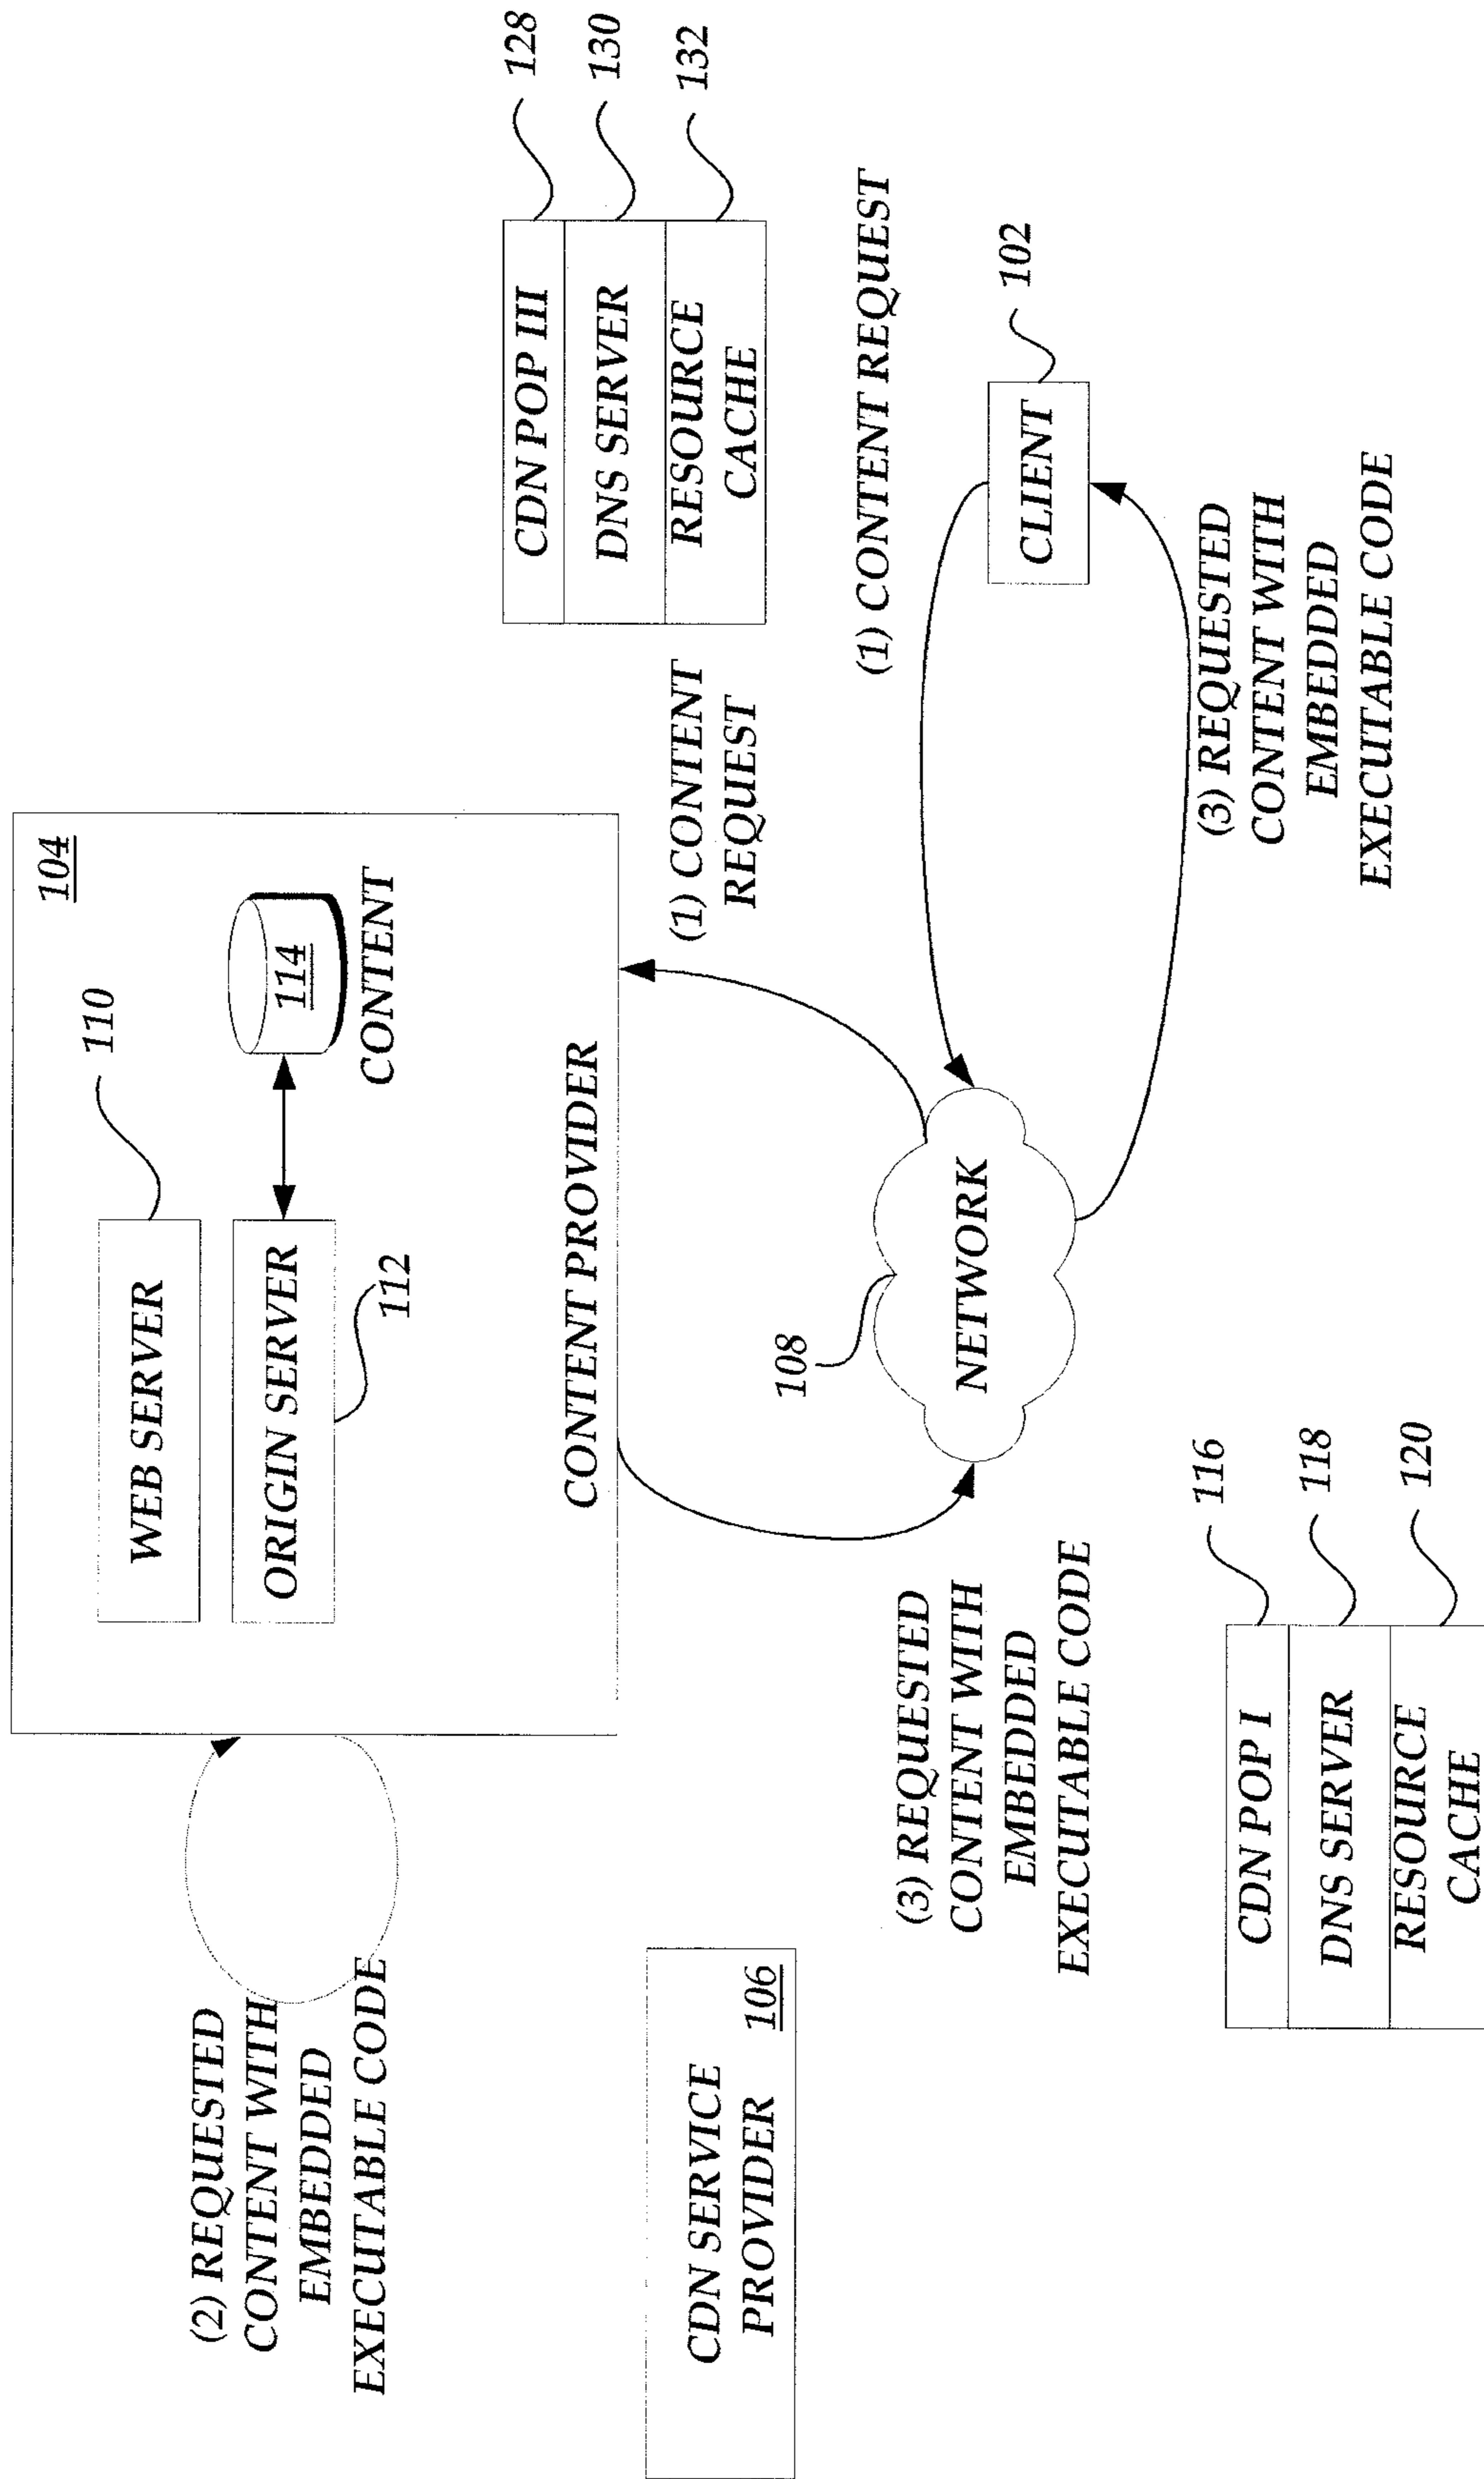 (2) REQUESTED
CONTENT WITH
EMBEDDED
EXECUTABLE CODE
104
WEB SERVER
110
ORIGIN SERVER
112
114
CONTENT
CONTENT PROVIDER
CDN SERVICE
PROVIDER 106
(1) CONTENT
REQUEST
CDN POP III
128
DNS SERVER
130
RESOURCE
CACHE
132
108
NETWORK
(1) CONTENT REQUEST
CLIENT
102
(3) REQUESTED
CONTENT WITH
EMBEDDED
EXECUTABLE CODE
(3) REQUESTED
CONTENT WITH
EMBEDDED
EXECUTABLE CODE
CDN POP I
116
DNS SERVER
118
RESOURCE
CACHE
120